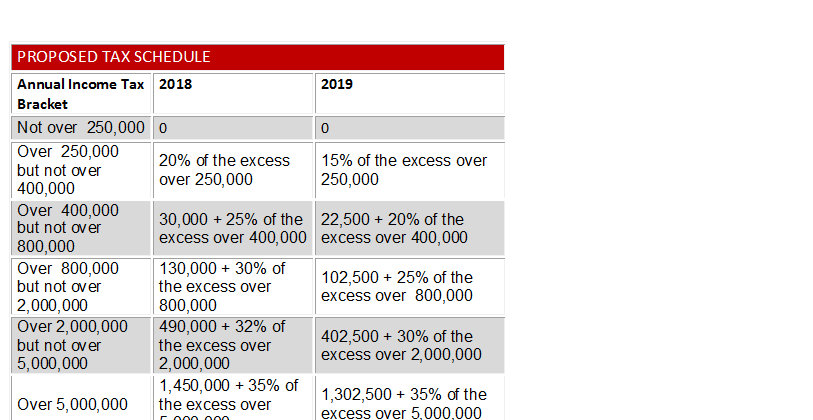 PROPOSED TAX SCHEDULE
Annual Income Tax
Bracket
2018
2019
Not over 250,000
0
0
Over 250,000
but not over
400,000
20% of the excess
over 250,000
15% of the excess over
250,000
Over 400,000
but not over
800,000
30,000 + 25% of the
excess over 400,000
22,500 + 20% of the
excess over 400,000
Over 800,000
but not over
2,000,000
130,000 + 30% of
the excess over
800,000
102,500 + 25% of the
excess over 800,000
Over 2,000,000
but not over
5,000,000
490,000 + 32% of
the excess over
2,000,000
402,500 + 30% of the
excess over 2,000,000
Over 5,000,000
1,450,000 + 35% of
the excess over
5,000,000
1,302,500 + 35% of the
excess over 5,000,000